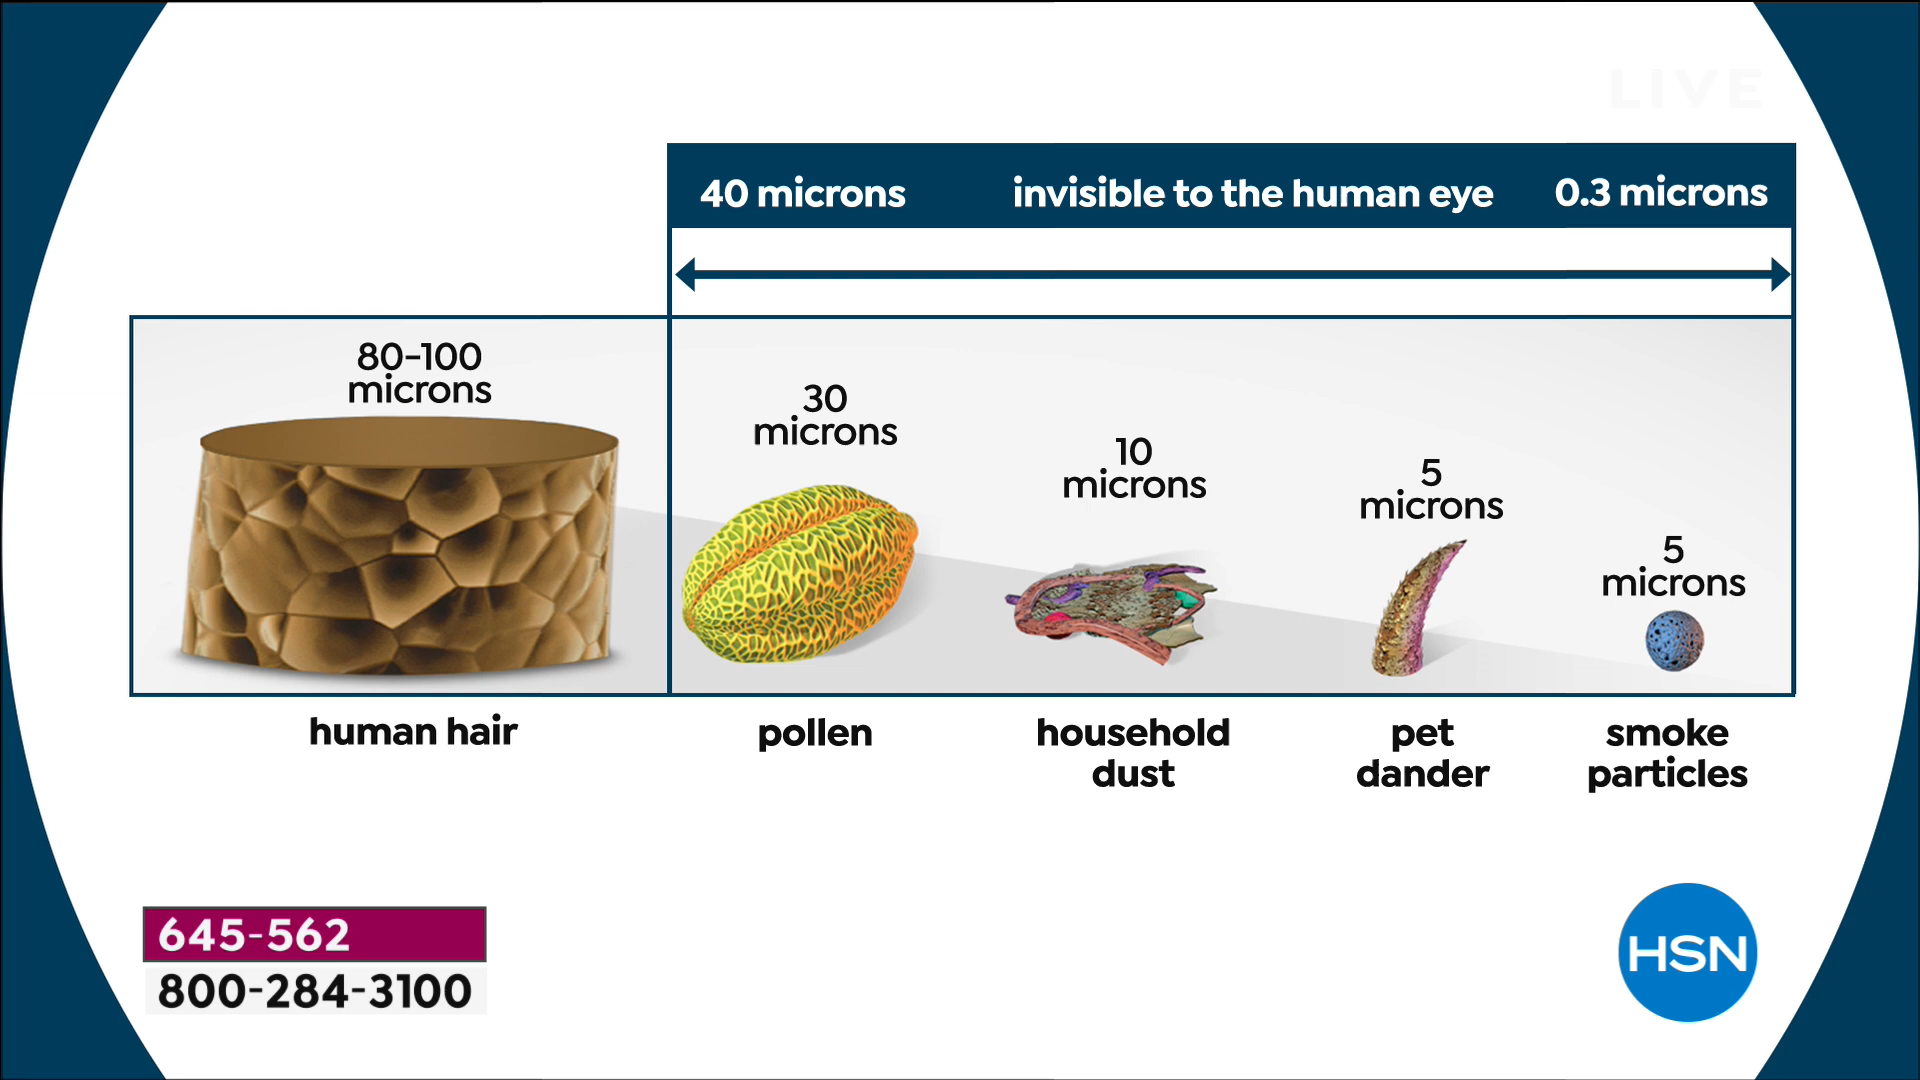 LIVE
40 microns invisible to the human eye 0.3 microns
80-100
microns
30
microns
10
microns
5
microns
5
microns
human hair
pollen
household
dust
pet
dander
smoke
particles
645-562
800-284-3100
HSN